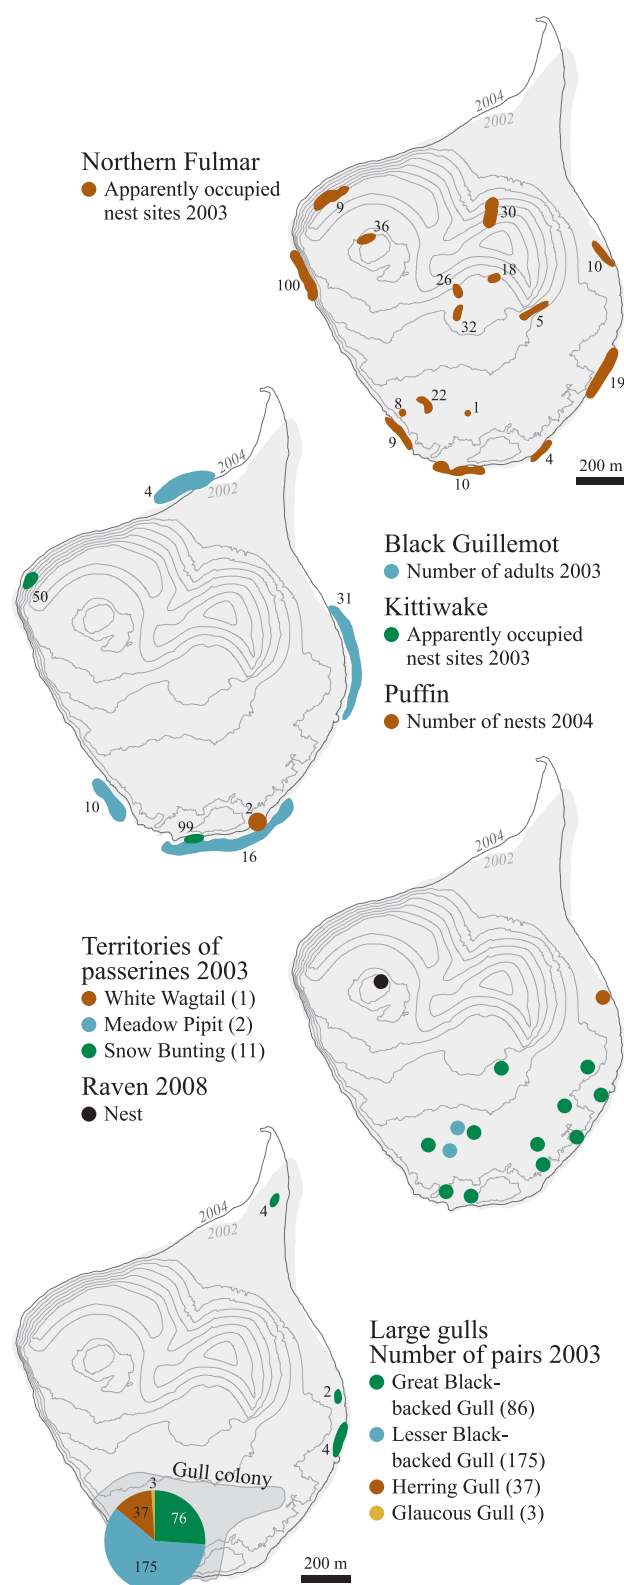 2004
2002
Northern Fulmar
Apparently occupied
nest sites 2003
9
36
30
100
26
18
10
32
5
19
8
22
1
9
4
10
200 m
4
2004
2002
Black Guillemot
Number of adults 2003
Kittiwake
Apparently occupied
nest sites 2003
Puffin
Number of nests 2004
50
31
10
2
99
16
2004
2002
Territories of
passerines 2003
White Wagtail (1)
Meadow Pipit (2)
Snow Bunting (11)
Raven 2008
Nest
4
2004
2002
Large gulls
Number of pairs 2003
Great Black-
backed Gull (86)
Lesser Black-
backed Gull (175)
Herring Gull (37)
Glaucous Gull (3)
2
4
Gull colony
3
37
76
175
200 m